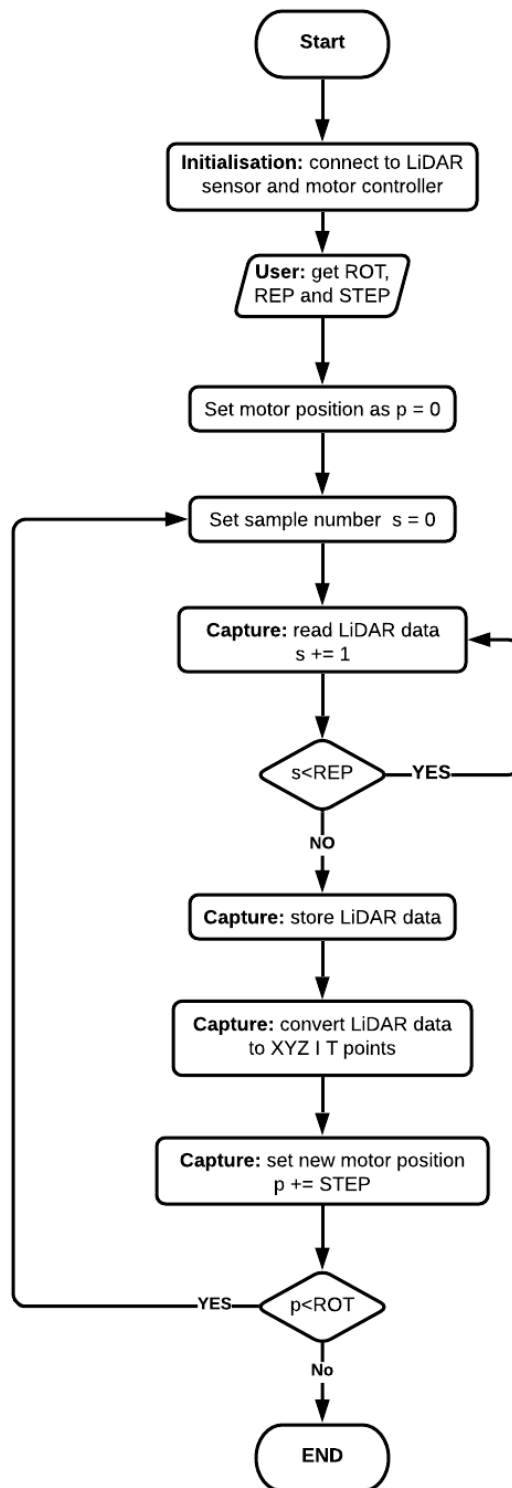 Start
Initialisation: connect to LiDAR
sensor and motor controller
User: get ROT,
REP and STEP
Set motor position as p = 0
Set sample number s = 0
Capture: read LiDAR data
s += 1
s<REP
YES
NO
Capture: store LiDAR data
Capture: convert LiDAR data
to XYZ I T points
Capture: set new motor position
p += STEP
YES
p<ROT
No
END